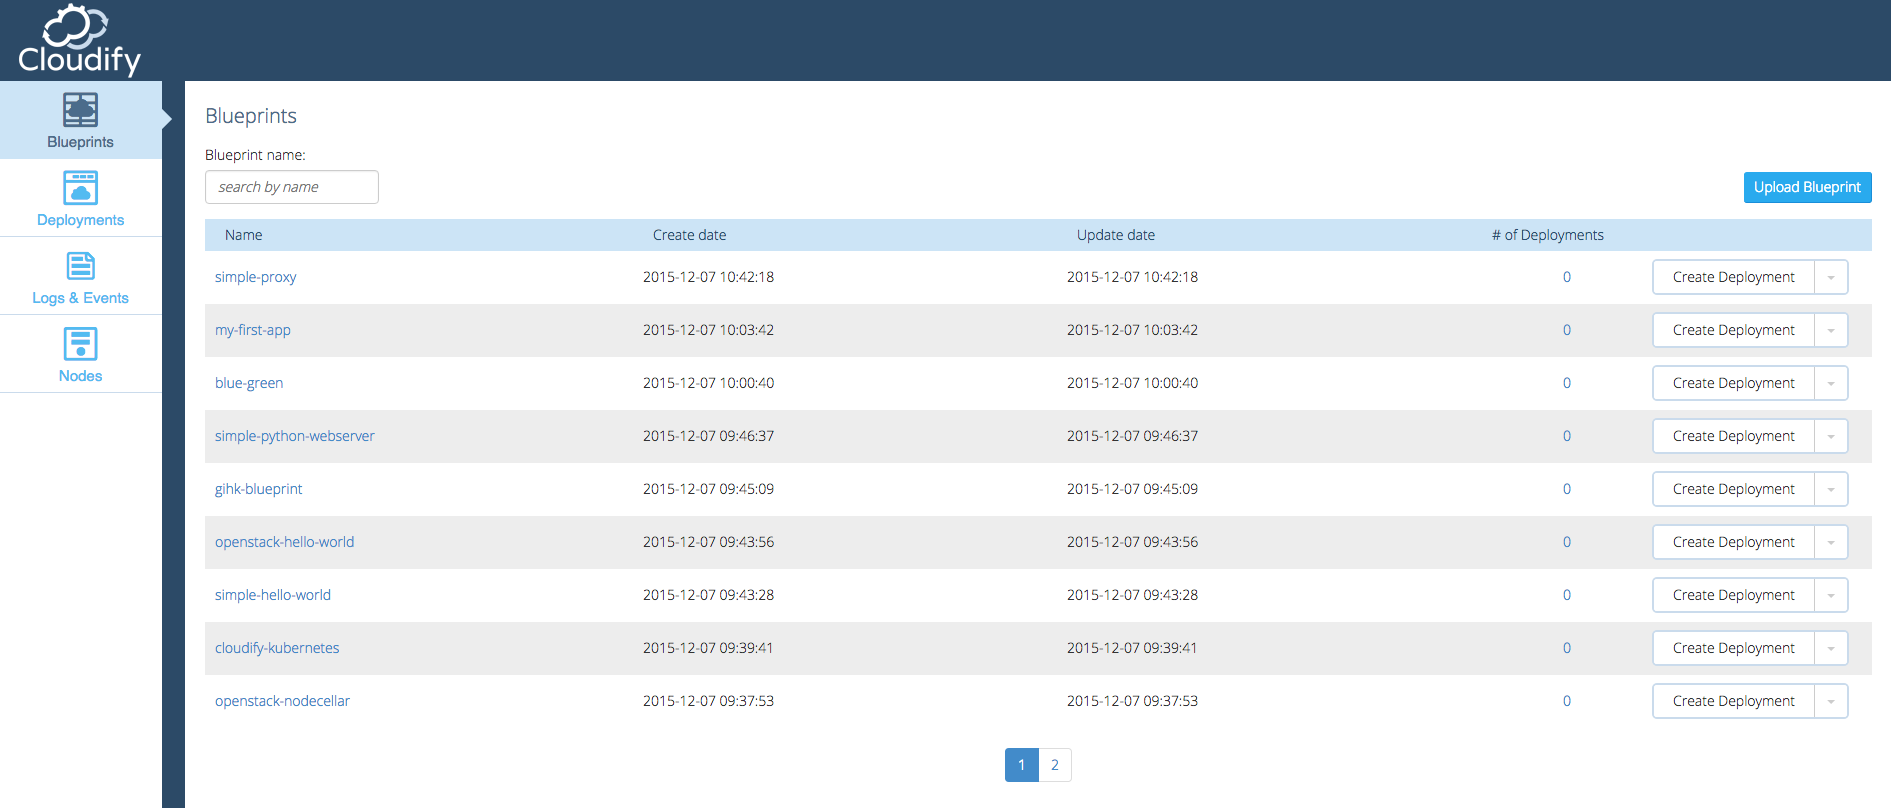 Cloudify
Blueprints
Deployments
Logs & Events
Nodes
Blueprints
Blueprint name:
search by name
Upload Blueprint
Name Create date Update date # of Deployments
simple-proxy 2015-12-07 10:42:18 2015-12-07 10:42:18 0 Create Deployment
my-first-app 2015-12-07 10:03:42 2015-12-07 10:03:42 0 Create Deployment
blue-green 2015-12-07 10:00:40 2015-12-07 10:00:40 0 Create Deployment
simple-python-webserver 2015-12-07 09:46:37 2015-12-07 09:46:37 0 Create Deployment
gihk-blueprint 2015-12-07 09:45:09 2015-12-07 09:45:09 0 Create Deployment
openstack-hello-world 2015-12-07 09:43:56 2015-12-07 09:43:56 0 Create Deployment
simple-hello-world 2015-12-07 09:43:28 2015-12-07 09:43:28 0 Create Deployment
cloudify-kubernetes 2015-12-07 09:39:41 2015-12-07 09:39:41 0 Create Deployment
openstack-nodecellar 2015-12-07 09:37:53 2015-12-07 09:37:53 0 Create Deployment
1 2